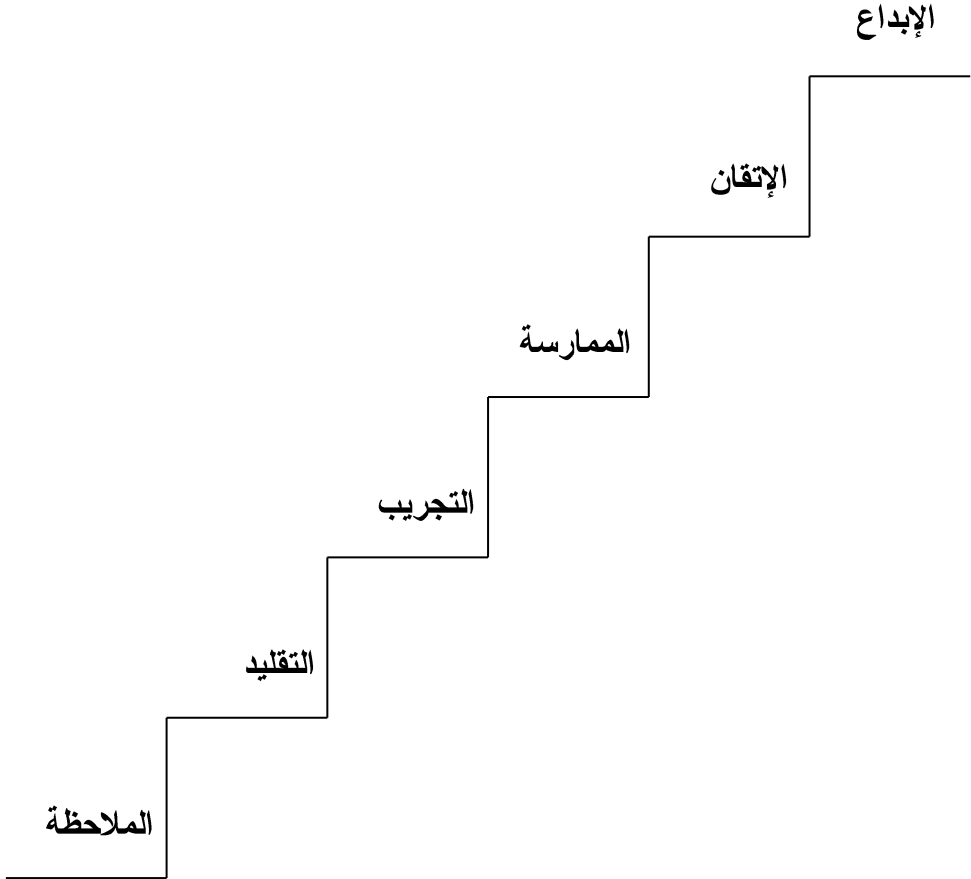 الإبداع
الإتقان
الممارسة
التجريب
التقليد
الملاحظة